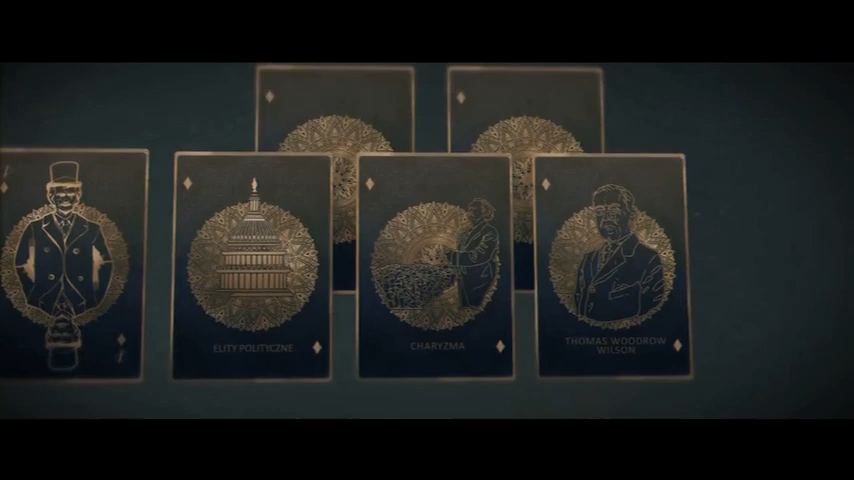 ELITY POLITYCZNE
CHARYZMA
THOMAS WOODROW
WILSON